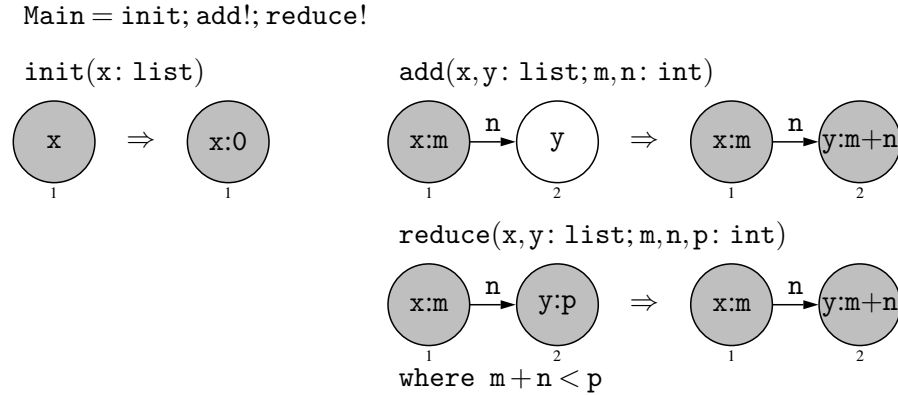 Main = init; add!; reduce!
init(x: list)
x ⇒ x:0
1 1
add(x,y: list; m,n: int)
x:m n y ⇒ x:m n y:m+n
1 2 1 2
reduce(x,y: list; m,n,p: int)
x:m n y:p ⇒ x:m n y:m+n
1 2 1 2
where m+n < p